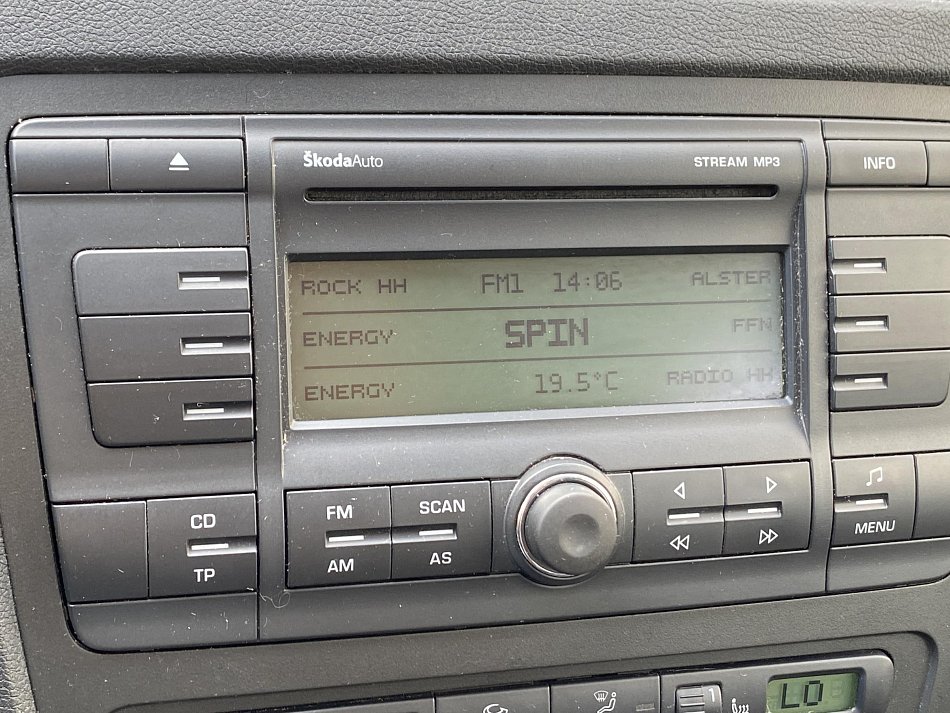 ŠkodaAuto STREAM MP3 INFO
ROCK HH FM1 14:06 ALSTER
ENERGY SPIN FFN
ENERGY 19.5°C RADIO HH
CD
TP
FM
AM
SCAN
AS
MENU
1
LO